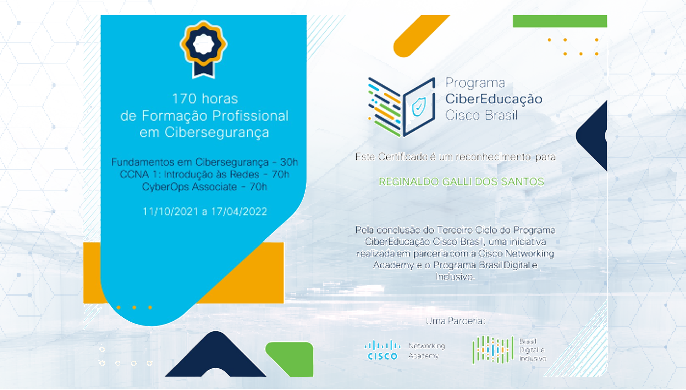 170 horas
de Formação Profissional
em Cibersegurança
Fundamentos em Cibersegurança - 30h
CCNA 1: Introdução às Redes - 70h
CyberOps Associate - 70h
11/10/2021 a 17/04/2022
Programa
CiberEducação
Cisco Brasil
Este Certificado é um reconhecimento para
REGINALDO GALLI DOS SANTOS
Pela conclusão do Terceiro Ciclo do Programa
CiberEducação Cisco Brasil, uma iniciativa
realizada em parceria com a Cisco Networking
Academy e o Programa Brasil Digital e
Inclusivo.
Uma Parceria:
CISCO
Networking
Academy
Brasil
Digital e
Inclusivo